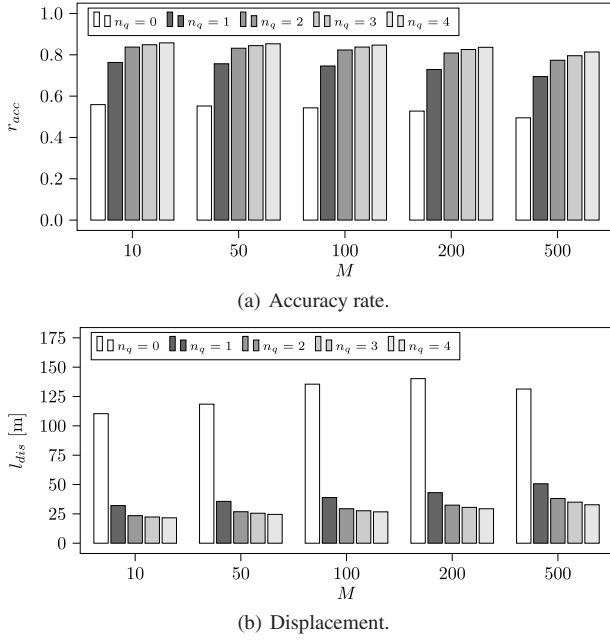 1.0
0.8
0.6
0.4
0.2
0.0
r_acc
n_q = 0 n_q = 1 n_q = 2 n_q = 3 n_q = 4
10 50 100 200 500
M
(a) Accuracy rate.
175
150
125
100
75
50
25
0
l_dis [m]
n_q = 0 n_q = 1 n_q = 2 n_q = 3 n_q = 4
10 50 100 200 500
M
(b) Displacement.